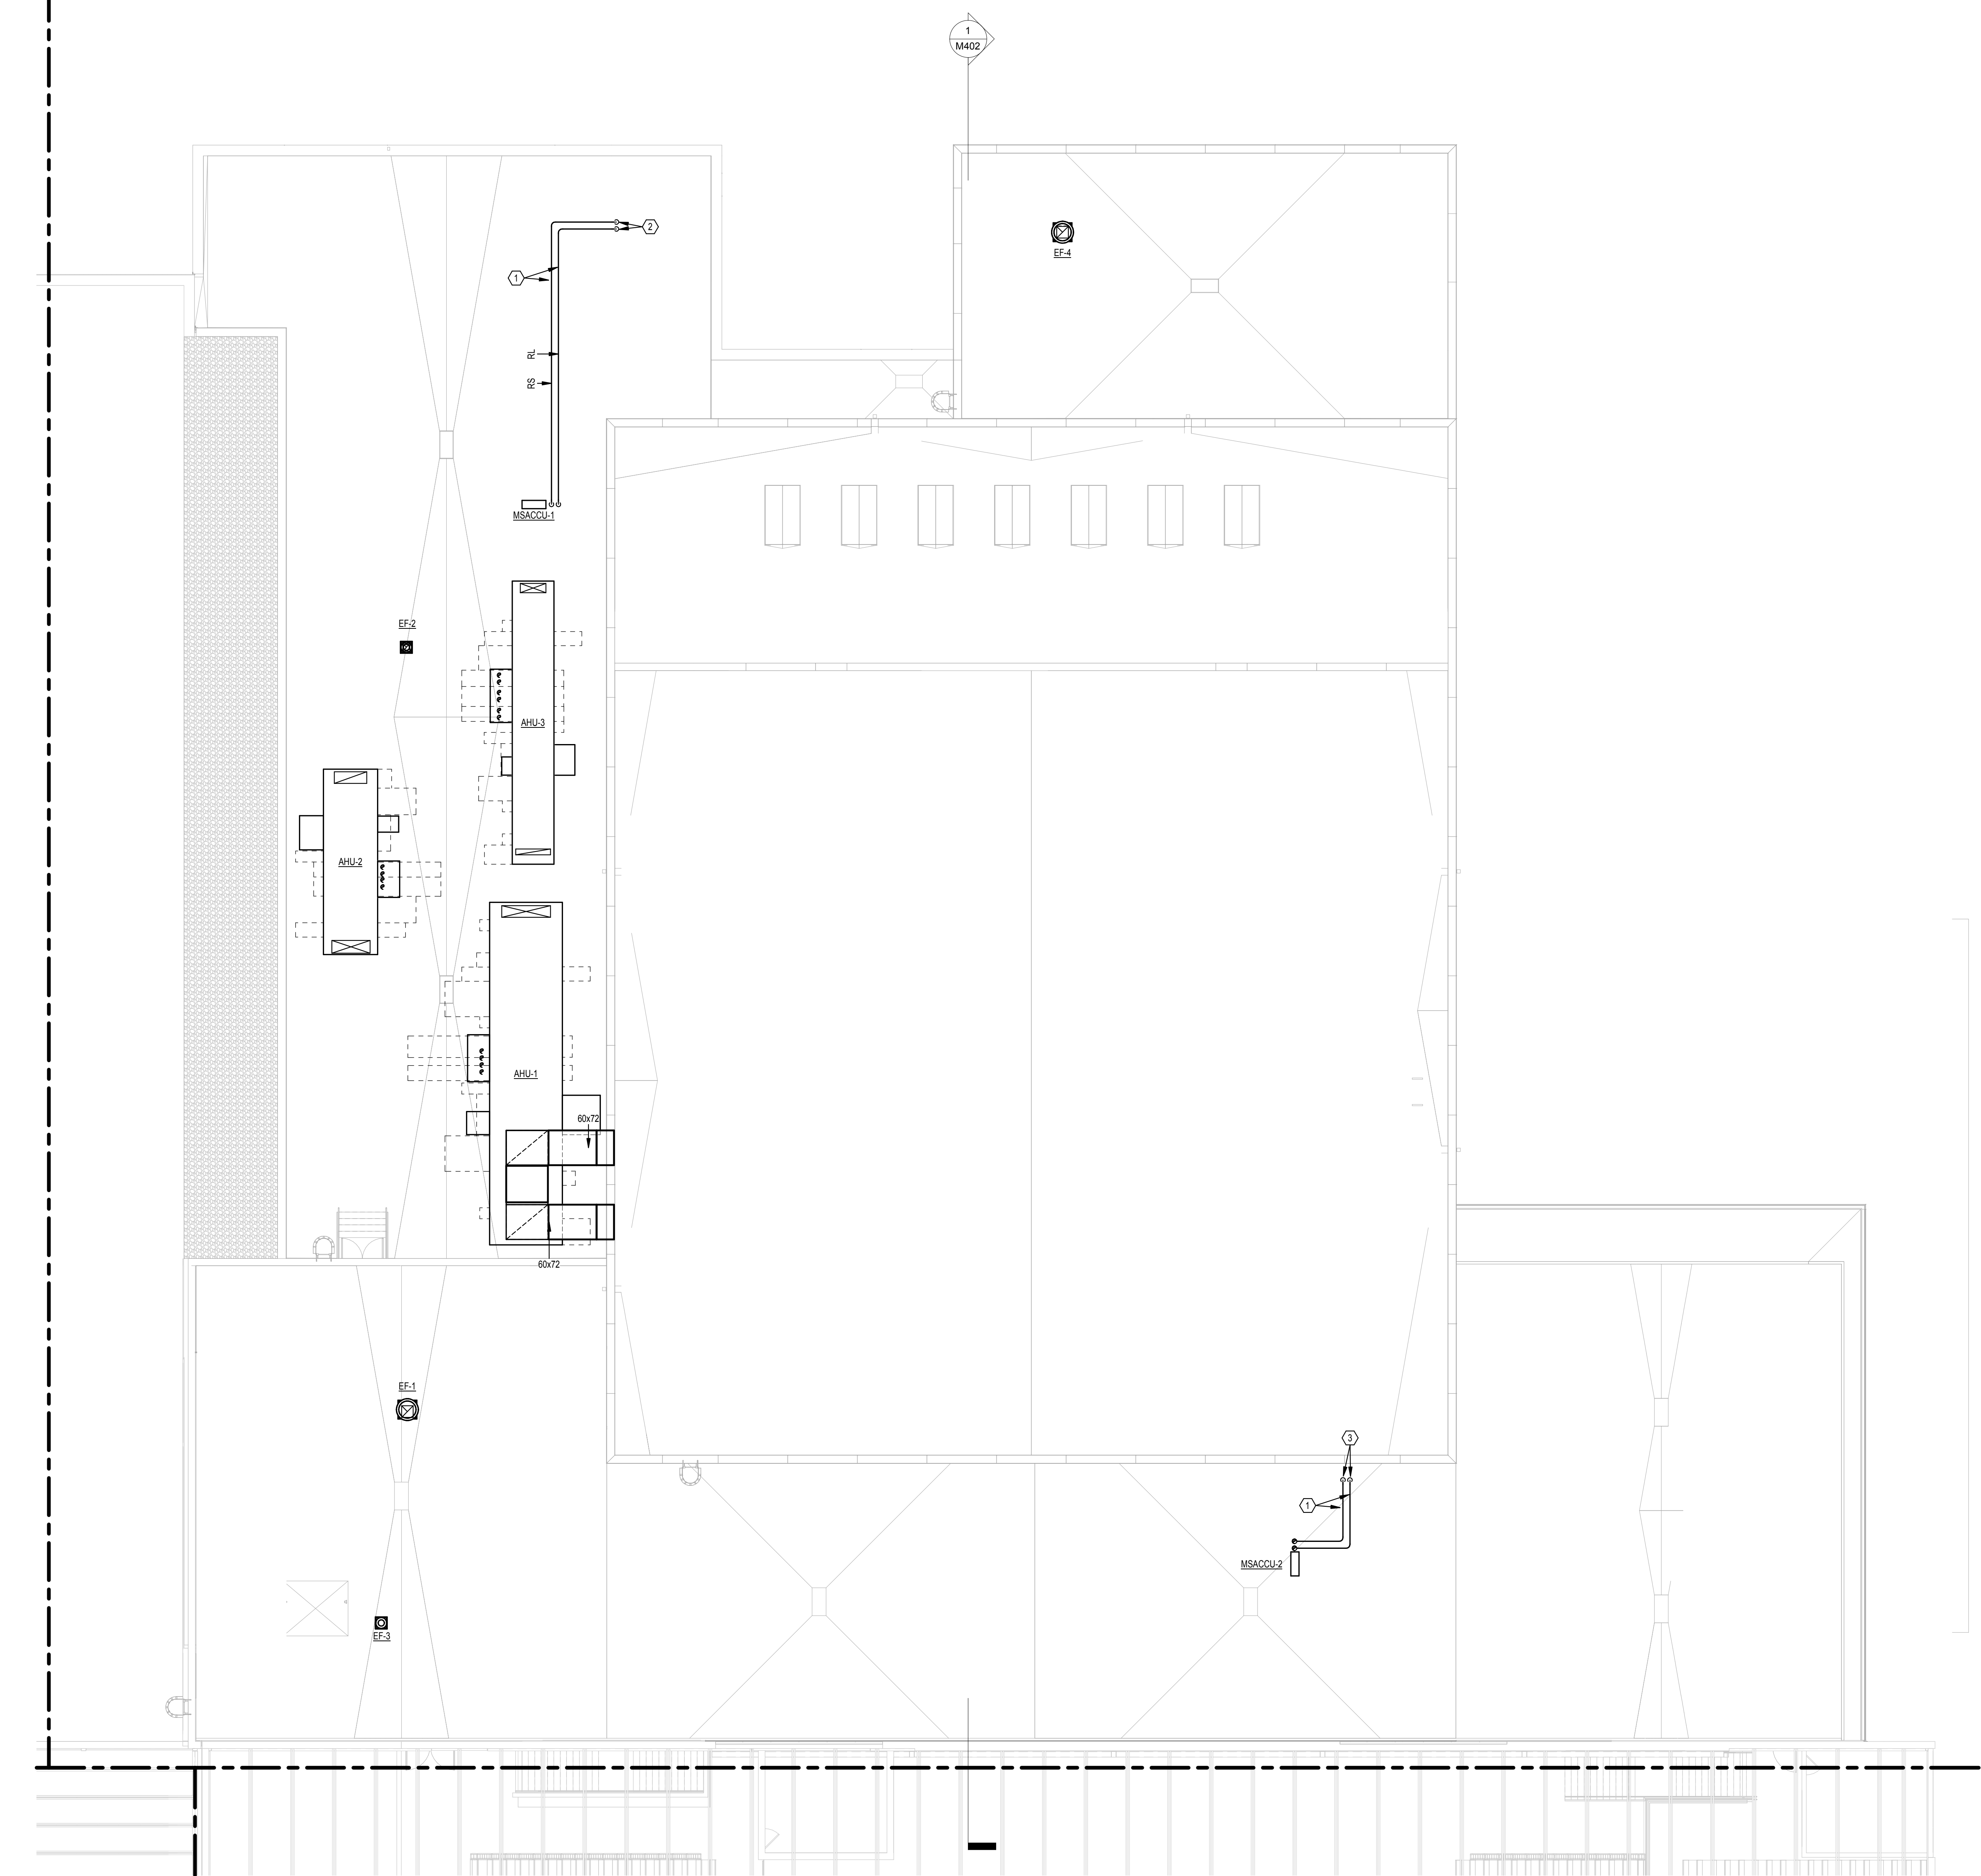 1
M402
2
EF-4
1
RL
RS
MSACCU-1
EF-2
AHU-3
AHU-2
AHU-1
60x72
60x72
EF-1
3
1
MSACCU-2
EF-3